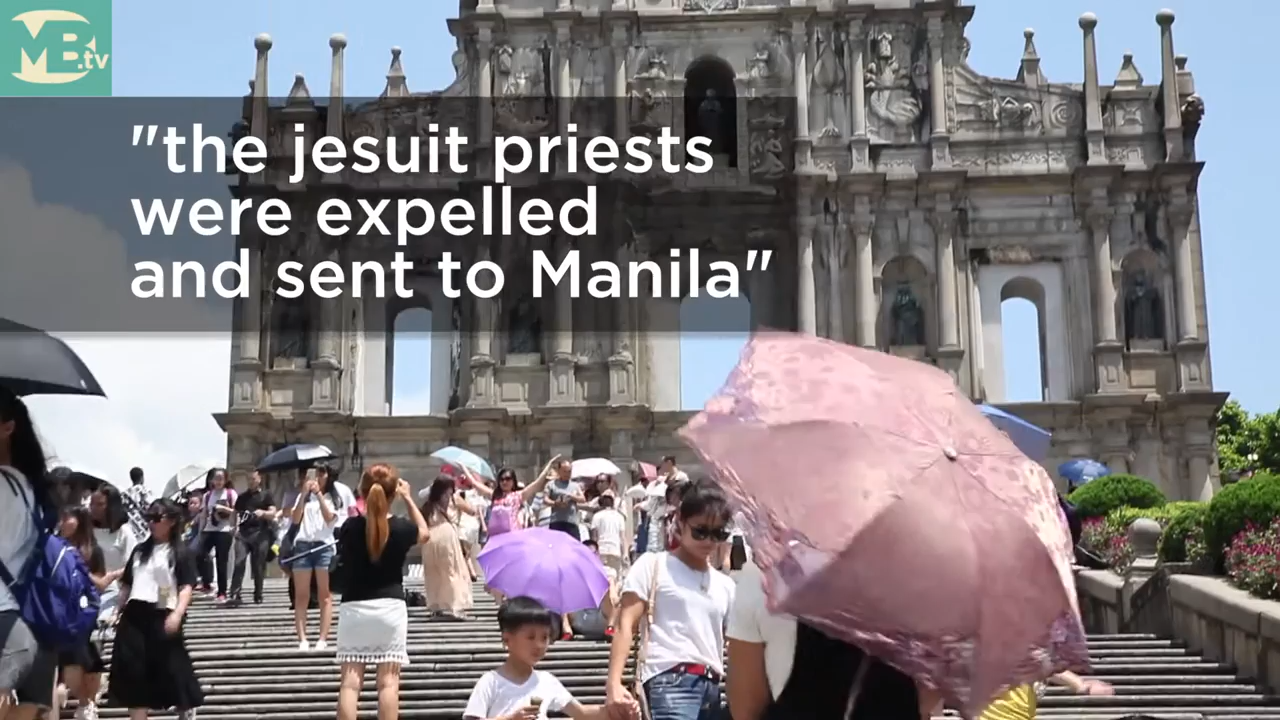 MB.tv
"the jesuit priests
were expelled
and sent to Manila"